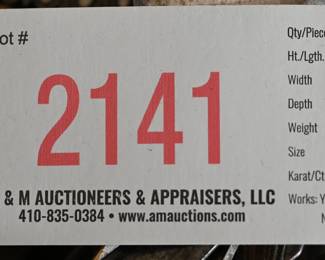 ot #
2141
& M AUCTIONEERS & APPRAISERS, LLC
410-835-0384 • www.amauctions.com
Qty/Piece
Ht./Lgth.
Width
Depth
Weight
Size
Karat/Ct
Works: Y
N